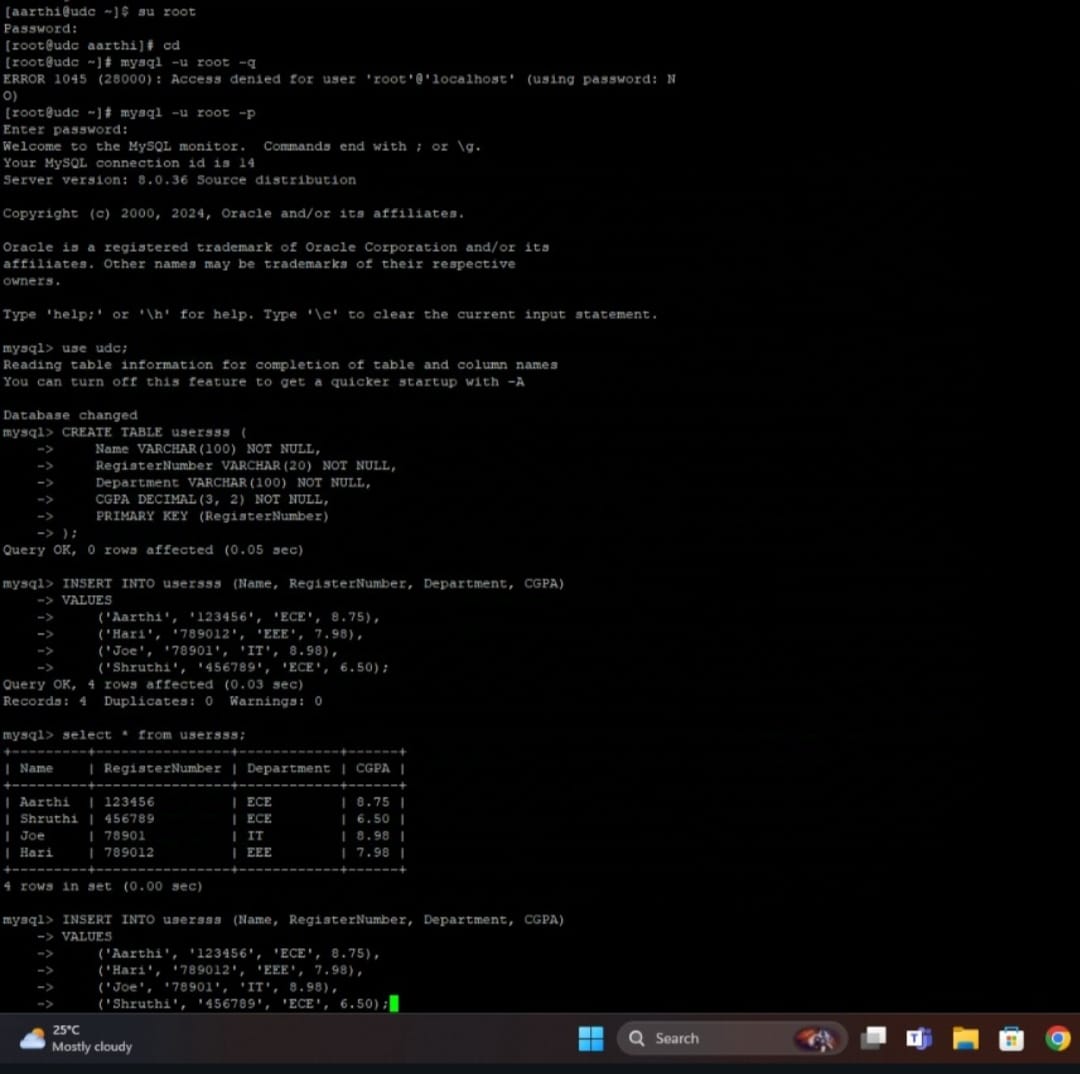 [aarthi@udc ~]$ su root
Password:
[root@udc aarthi]# cd
[root@udc ~]# mysql -u root -q
ERROR 1045 (28000): Access denied for user 'root'@'localhost' (using password: N
O)
[root@udc ~]# mysql -u root -p
Enter password:
Welcome to the MySQL monitor.  Commands end with ; or \g.
Your MySQL connection id is 14
Server version: 8.0.36 Source distribution

Copyright (c) 2000, 2024, Oracle and/or its affiliates.

Oracle is a registered trademark of Oracle Corporation and/or its
affiliates. Other names may be trademarks of their respective
owners.

Type 'help;' or '\h' for help. Type '\c' to clear the current input statement.

mysql> use udc;
Reading table information for completion of table and column names
You can turn off this feature to get a quicker startup with -A

Database changed
mysql> CREATE TABLE usersss (
    ->     Name VARCHAR(100) NOT NULL,
    ->     RegisterNumber VARCHAR(20) NOT NULL,
    ->     Department VARCHAR(100) NOT NULL,
    ->     CGPA DECIMAL(3, 2) NOT NULL,
    ->     PRIMARY KEY (RegisterNumber)
    -> );
Query OK, 0 rows affected (0.05 sec)

mysql> INSERT INTO usersss (Name, RegisterNumber, Department, CGPA)
    -> VALUES
    ->     ('Aarthi', '123456', 'ECE', 8.75),
    ->     ('Hari', '789012', 'EEE', 7.98),
    ->     ('Joe', '78901', 'IT', 8.98),
    ->     ('Shruthi', '456789', 'ECE', 6.50);
Query OK, 4 rows affected (0.03 sec)
Records: 4  Duplicates: 0  Warnings: 0

mysql> select * from usersss;
+---------+----------------+------------+------+
| Name    | RegisterNumber | Department | CGPA |
+---------+----------------+------------+------+
| Aarthi  | 123456         | ECE        | 8.75 |
| Shruthi | 456789         | ECE        | 6.50 |
| Joe     | 78901          | IT         | 8.98 |
| Hari    | 789012         | EEE        | 7.98 |
+---------+----------------+------------+------+
4 rows in set (0.00 sec)

mysql> INSERT INTO usersss (Name, RegisterNumber, Department, CGPA)
    -> VALUES
    ->     ('Aarthi', '123456', 'ECE', 8.75),
    ->     ('Hari', '789012', 'EEE', 7.98),
    ->     ('Joe', '78901', 'IT', 8.98),
    ->     ('Shruthi', '456789', 'ECE', 6.50);
25°C
Mostly cloudy
Search